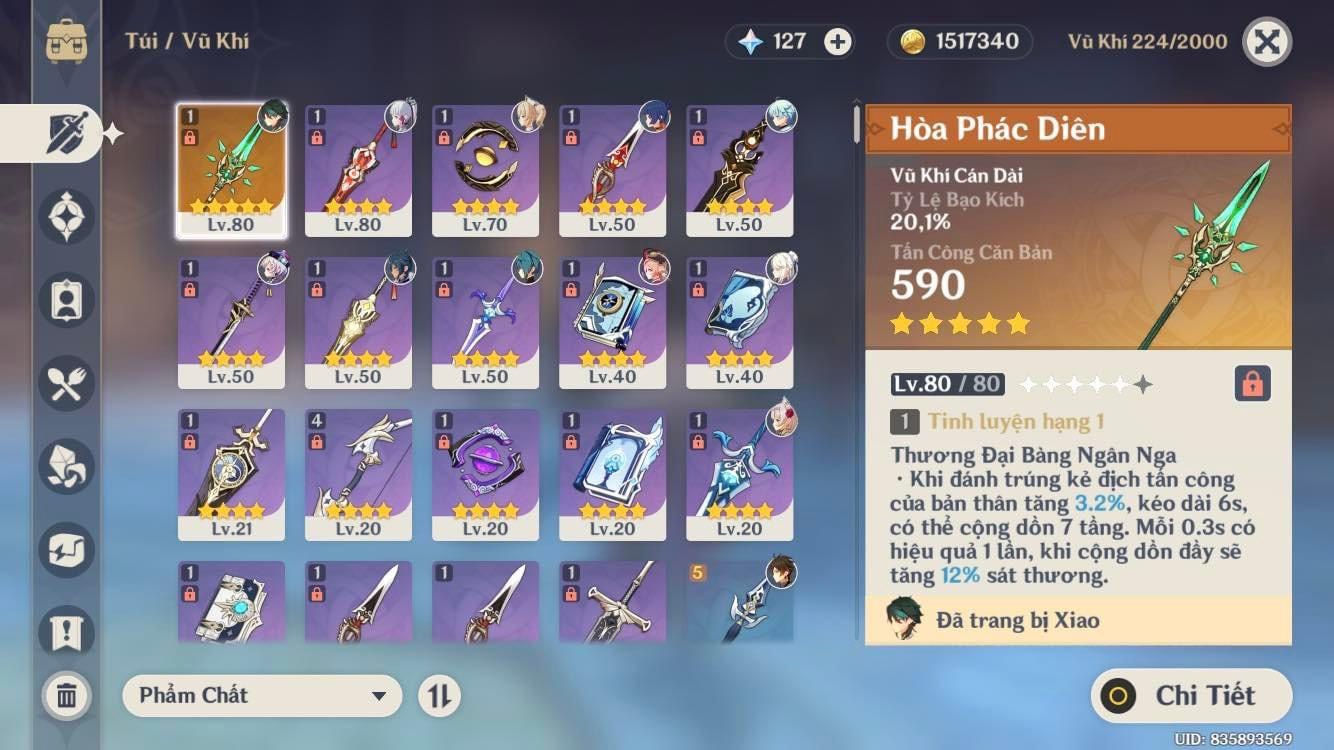 Túi / Vũ Khí
127
1517340
Vũ Khí 224/2000
1
Lv.80
1
Lv.80
1
Lv.70
1
Lv.50
1
Lv.50
1
Lv.50
1
Lv.50
1
Lv.50
1
Lv.40
1
Lv.40
1
Lv.21
4
Lv.20
1
Lv.20
1
Lv.20
1
Lv.20
1
1
1
1
5
Phẩm Chất
Hòa Phác Diên
Vũ Khí Cán Dài
Tỷ Lệ Bạo Kích
20,1%
Tấn Công Căn Bản
590
Lv.80 / 80
1 Tinh luyện hạng 1
Thương Đại Bàng Ngân Nga
· Khi đánh trúng kẻ địch tấn công
của bản thân tăng 3.2%, kéo dài 6s,
có thể cộng dồn 7 tầng. Mỗi 0.3s có
hiệu quả 1 lần, khi cộng dồn đầy sẽ
tăng 12% sát thương.
Đã trang bị Xiao
Chi Tiết
UID: 835893569